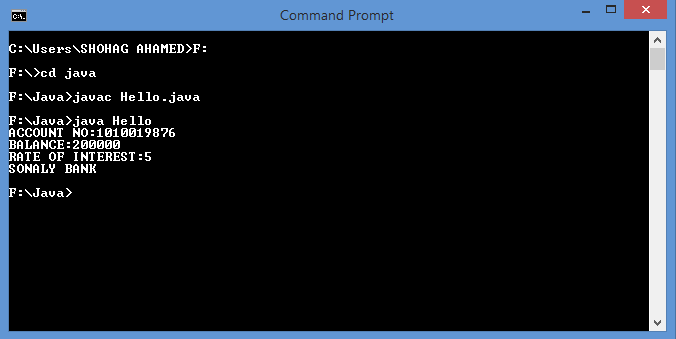 Command Prompt
C:\Users\SHOHAG AHAMED>F:
F:\>cd java
F:\Java>javac Hello.java
F:\Java>java Hello
ACCOUNT NO:1010019876
BALANCE:200000
RATE OF INTEREST:5
SONALY BANK
F:\Java>